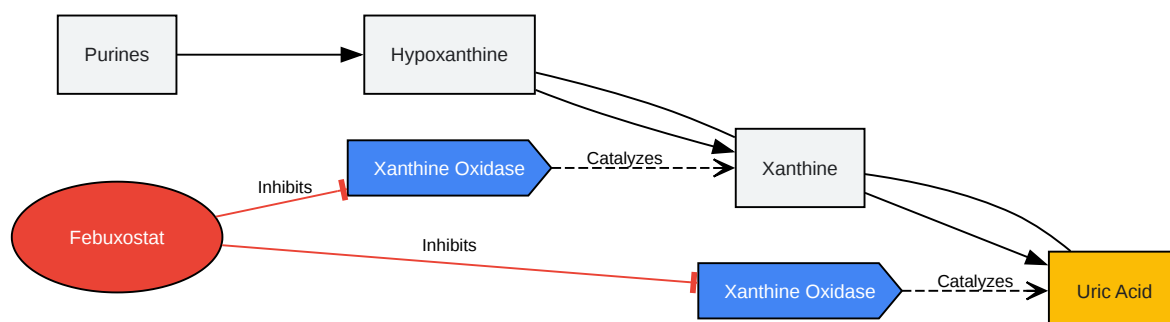 Purines
Hypoxanthine
Xanthine Oxidase
Catalyzes
Xanthine
Inhibits
Febuxostat
Inhibits
Xanthine Oxidase
Catalyzes
Uric Acid